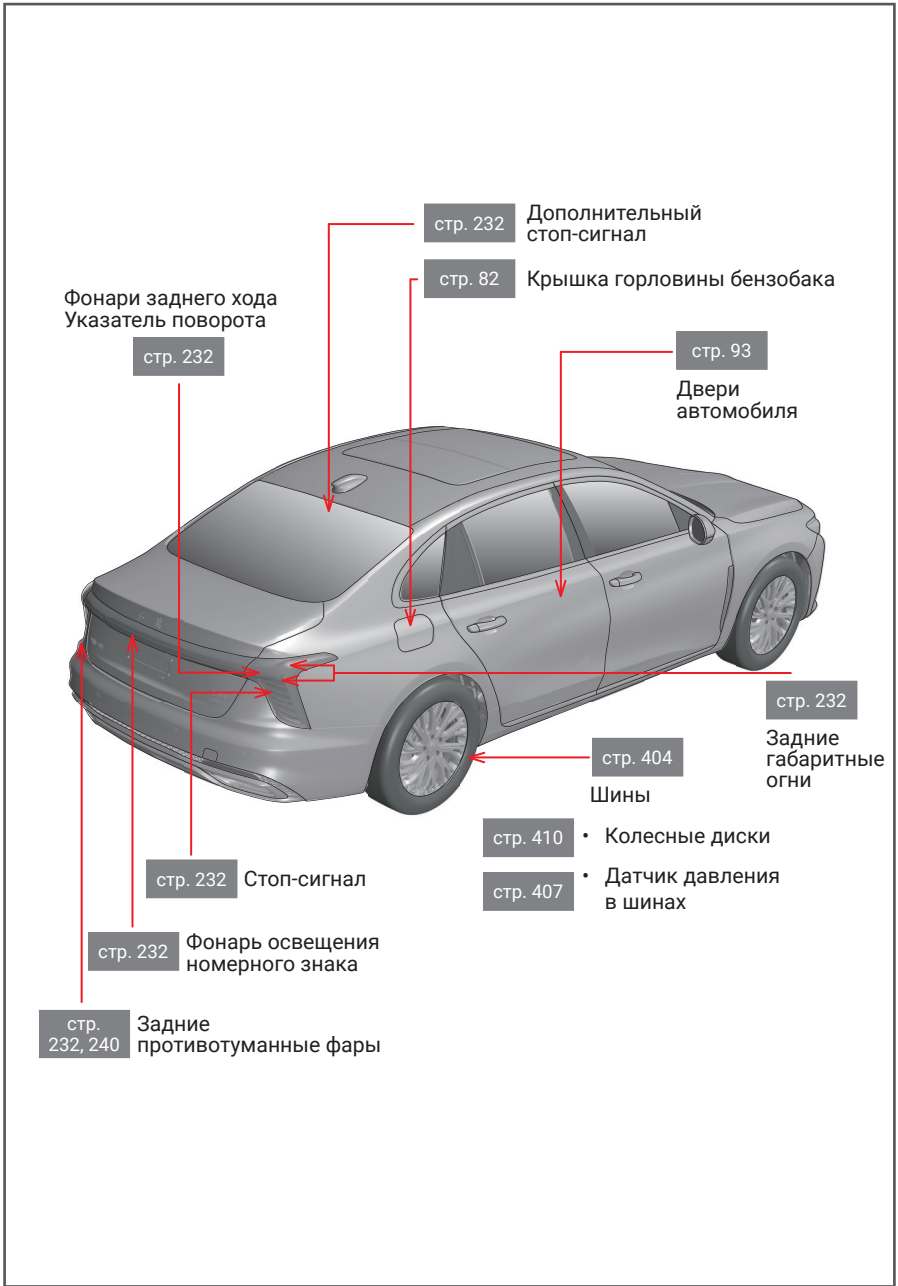 стр. 232
Дополнительный
стоп-сигнал
стр. 82
Крышка горловины бензобака
Фонари заднего хода
Указатель поворота
стр. 232
стр. 93
Двери
автомобиля
стр. 232
Задние
габаритные
огни
стр. 404
Шины
стр. 410
• Колесные диски
стр. 407
• Датчик давления
в шинах
стр. 232
Стоп-сигнал
стр. 232
Фонарь освещения
номерного знака
стр.
232, 240
Задние
противотуманные фары